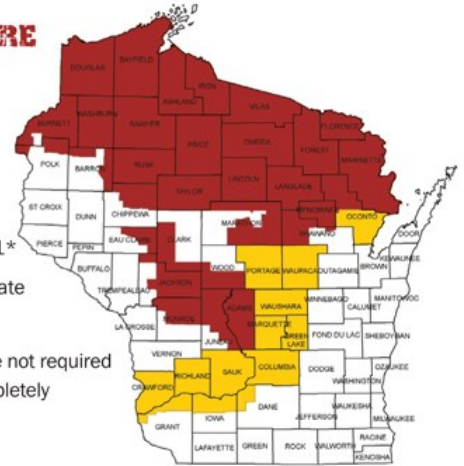 RE
DOUGLAS
BAYFIELD
IRON
ASHLAND
VILAS
BURNETT
WASHBURN
SAWYER
PRICE
ONEIDA
FLORENCE
FOREST
MARINETTE
POLK
BARRON
RUSK
LINCOLN
LANGLADE
TAYLOR
ST CROIX
DUNN
CHIPPEWA
MARATHON
MENOMINEE
OCONTO
SHAWANO
DOOR
PIERCE
PEPIN
EAU CLAIRE
CLARK
1*
WOOD
PORTAGE
WAUPACA
OUTAGAMIE
BROWN
KEWAUNEE
BUFFALO
TREMPEALEAU
JACKSON
ate
ADAMS
WAUSHARA
WINNEBAGO
CALUMET
MANITOWOC
LA CROSSE
MONROE
JUNEAU
MARQUETTE
GREEN LAKE
FOND DU LAC
SHEBOYGAN
e not required
VERNON
pletely
CRAWFORD
RICHLAND
SAUK
COLUMBIA
DODGE
WASHINGTON
OZAUKEE
GRANT
IOWA
DANE
JEFFERSON
WAUKESHA
MILWAUKEE
LAFAYETTE
GREEN
ROCK
WALWORTH
RACINE
KENOSHA